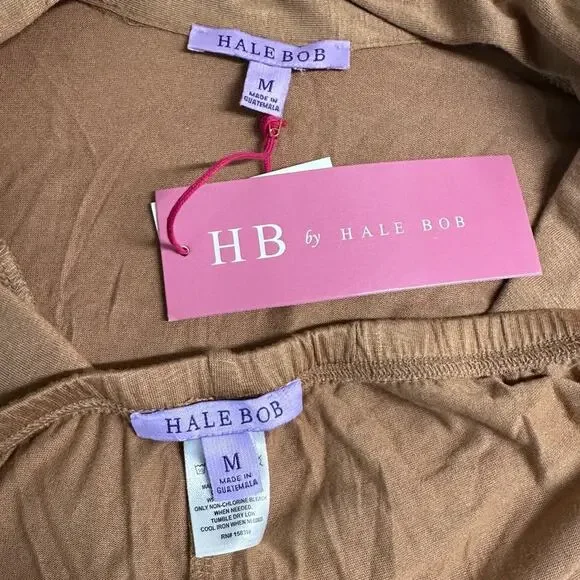 HALE BOB
M
MADE IN
GUATEMALA
HB by HALE BOB
HALE BOB
M
MADE IN
GUATEMALA
ONLY NON-CHLORINE
WHEN NEEDED.
TUMBLE DRY LOW
COOL IRON WHEN NEEDED